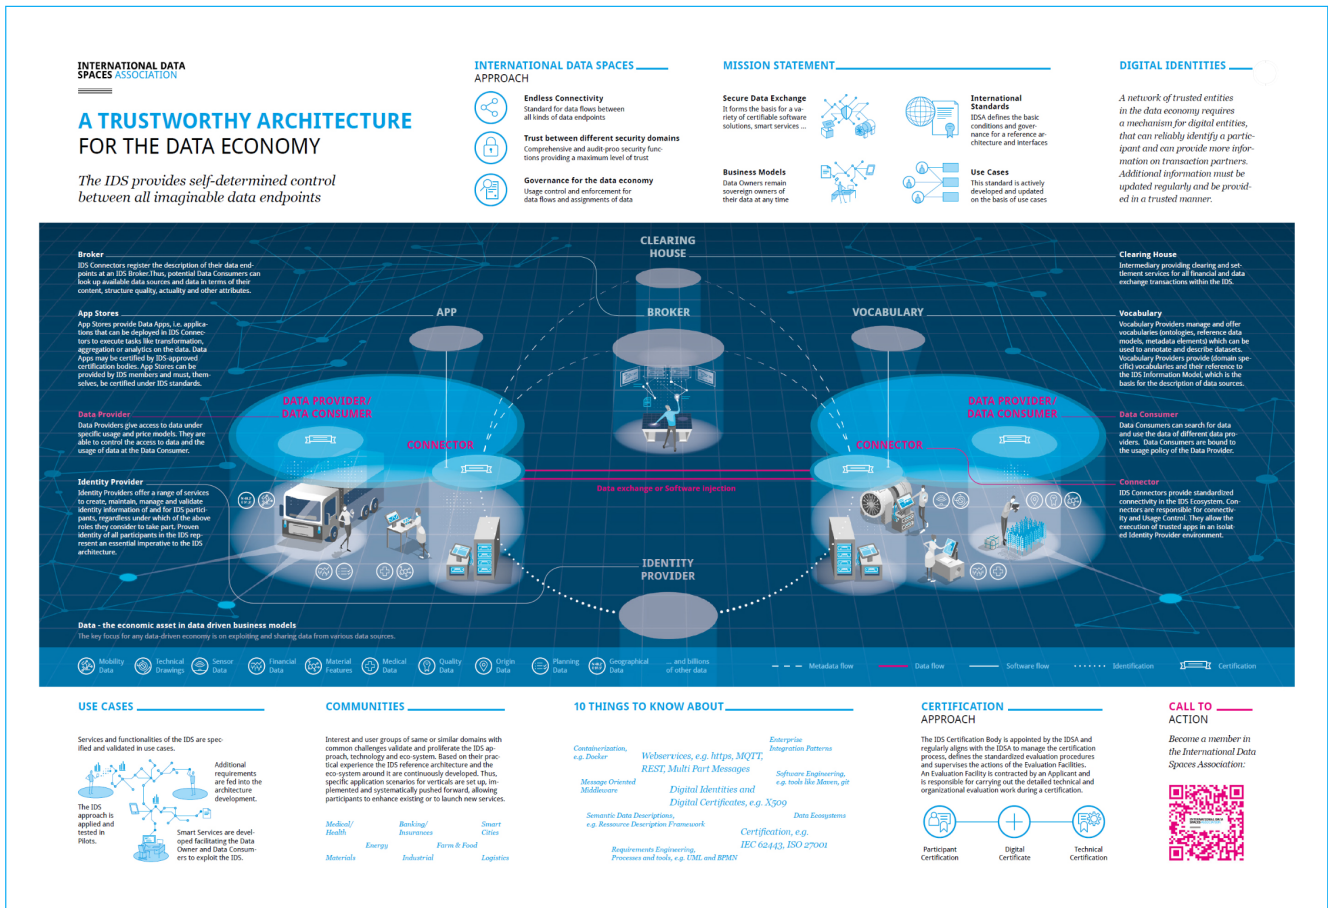 INTERNATIONAL DATA
SPACES ASSOCIATION
A TRUSTWORTHY ARCHITECTURE
FOR THE DATA ECONOMY
The IDS provides self-determined control
between all imaginable data endpoints
INTERNATIONAL DATA SPACES
APPROACH
Endless Connectivity
Standard for data flows between
all kinds of data endpoints
Trust between different security domains
Comprehensive and audit-proo security func-
tions providing a maximum level of trust
Governance for the data economy
Usage control and enforcement for
data flows and assignments of data
MISSION STATEMENT
Secure Data Exchange
It forms the basis for a va-
riety of certifiable software
solutions, smart services ...
Business Models
Data Owners remain
sovereign owners of
their data at any time
International
Standards
IDSA defines the basic
conditions and gover-
nance for a reference ar-
chitecture and interfaces
Use Cases
This standard is actively
developed and updated
on the basis of use cases
DIGITAL IDENTITIES
A network of trusted entities
in the data economy requires
a mechanism for digital entities,
that can reliably identify a partic-
ipant and can provide more infor-
mation on transaction partners.
Additional information must be
updated regularly and be provid-
ed in a trusted manner.
Broker
IDS Connectors register the description of their data end-
points at an IDS Broker.Thus, potential Data Consumers can
look up available data sources and data in terms of their
content, structure quality, actuality and other attributes.
App Stores
App Stores provide Data Apps, i.e. applica-
tions that can be deployed in IDS Connec-
tors to execute tasks like transformation,
aggregation or analytics on the data. Data
Apps may be certified by IDS-approved
certification bodies. App Stores can be
provided by IDS members and must, them-
selves, be certified under IDS standards.
Data Provider
Data Providers give access to data under
specific usage and price models. They are
able to control the access to data and the
usage of data at the Data Consumer.
Identity Provider
Identity Providers offer a range of services
to create, maintain, manage and validate
identity information of and for IDS partici-
pants, regardless under which of the above
roles they consider to take part. Proven
identity of all participants in the IDS rep-
resent an essential imperative to the IDS
architecture.
CLEARING
HOUSE
APP
BROKER
VOCABULARY
DATA PROVIDER/
DATA CONSUMER
CONNECTOR
DATA PROVIDER/
DATA CONSUMER
CONNECTOR
Data exchange or Software injection
IDENTITY
PROVIDER
Clearing House
Intermediary providing clearing and set-
tlement services for all financial and data
exchange transactions within the IDS.
Vocabulary
Vocabulary Providers manage and offer
vocabularies (ontologies, reference data
models, metadata elements) which can be
used to annotate and describe datasets.
Vocabulary Providers provide (domain spe-
cific) vocabularies and their reference to
the IDS Information Model, which is the
basis for the description of data sources.
Data Consumer
Data Consumers can search for data
and use the data of different data pro-
viders. Data Consumers are bound to
the usage policy of the Data Provider.
Connector
IDS Connectors provide standardized
connectivity in the IDS Ecosystem. Con-
nectors are responsible for connectiv-
ity and Usage Control. They allow the
execution of trusted apps in an isolat-
ed Identity Provider environment.
Data - the economic asset in data driven business models
The key focus for any data-driven economy is on exploiting and sharing data from various data sources.
Mobility
Data
Technical
Drawings
Sensor
Data
Financial
Data
Material
Features
Medical
Data
Quality
Data
Origin
Data
Planning
Data
Geographical
Data
... and billions
of other data
Metadata flow
Data flow
Software flow
Identification
Certification
USE CASES
Services and functionalities of the IDS are spec-
ified and validated in use cases.
Additional
requirements
are fed into the
architecture
development.
The IDS
approach is
applied and
tested in
Pilots.
Smart Services are devel-
oped facilitating the Data
Owner and Data Consum-
ers to exploit the IDS.
COMMUNITIES
Interest and user groups of same or similar domains with
common challenges validate and proliferate the IDS ap-
proach, technology and eco-system. Based on their prac-
tical experience the IDS reference architecture and the
eco-system around it are continuously developed. Thus,
specific application scenarios for verticals are set up, im-
plemented and systematically pushed forward, allowing
participants to enhance existing or to launch new services.
Medical/
Health
Banking/
Insurances
Smart
Cities
Energy
Farm & Food
Materials
Industrial
Logistics
10 THINGS TO KNOW ABOUT
Containerization,
e.g. Docker
Webservices, e.g. https, MQTT,
REST, Multi Part Messages
Enterprise
Integration Patterns
Message Oriented
Middleware
Digital Identities and
Digital Certificates, e.g. X509
Software Engineering,
e.g. tools like Maven, git
Semantic Data Descriptions,
e.g. Ressource Description Framework
Data Ecosystems
Certification, e.g.
IEC 62443, ISO 27001
Requirements Engineering,
Processes and tools, e.g. UML and BPMN
CERTIFICATION
APPROACH
The IDS Certification Body is appointed by the IDSA and
regularly aligns with the IDSA to manage the certification
process, defines the standardized evaluation procedures
and supervises the actions of the Evaluation Facilities.
An Evaluation Facility is contracted by an Applicant and
is responsible for carrying out the detailed technical and
organizational evaluation work during a certification.
Participant
Certification
Digital
Certificate
Technical
Certification
CALL TO
ACTION
Become a member in
the International Data
Spaces Association:
INTERNATIONAL DATA
SPACES ASSOCIATION